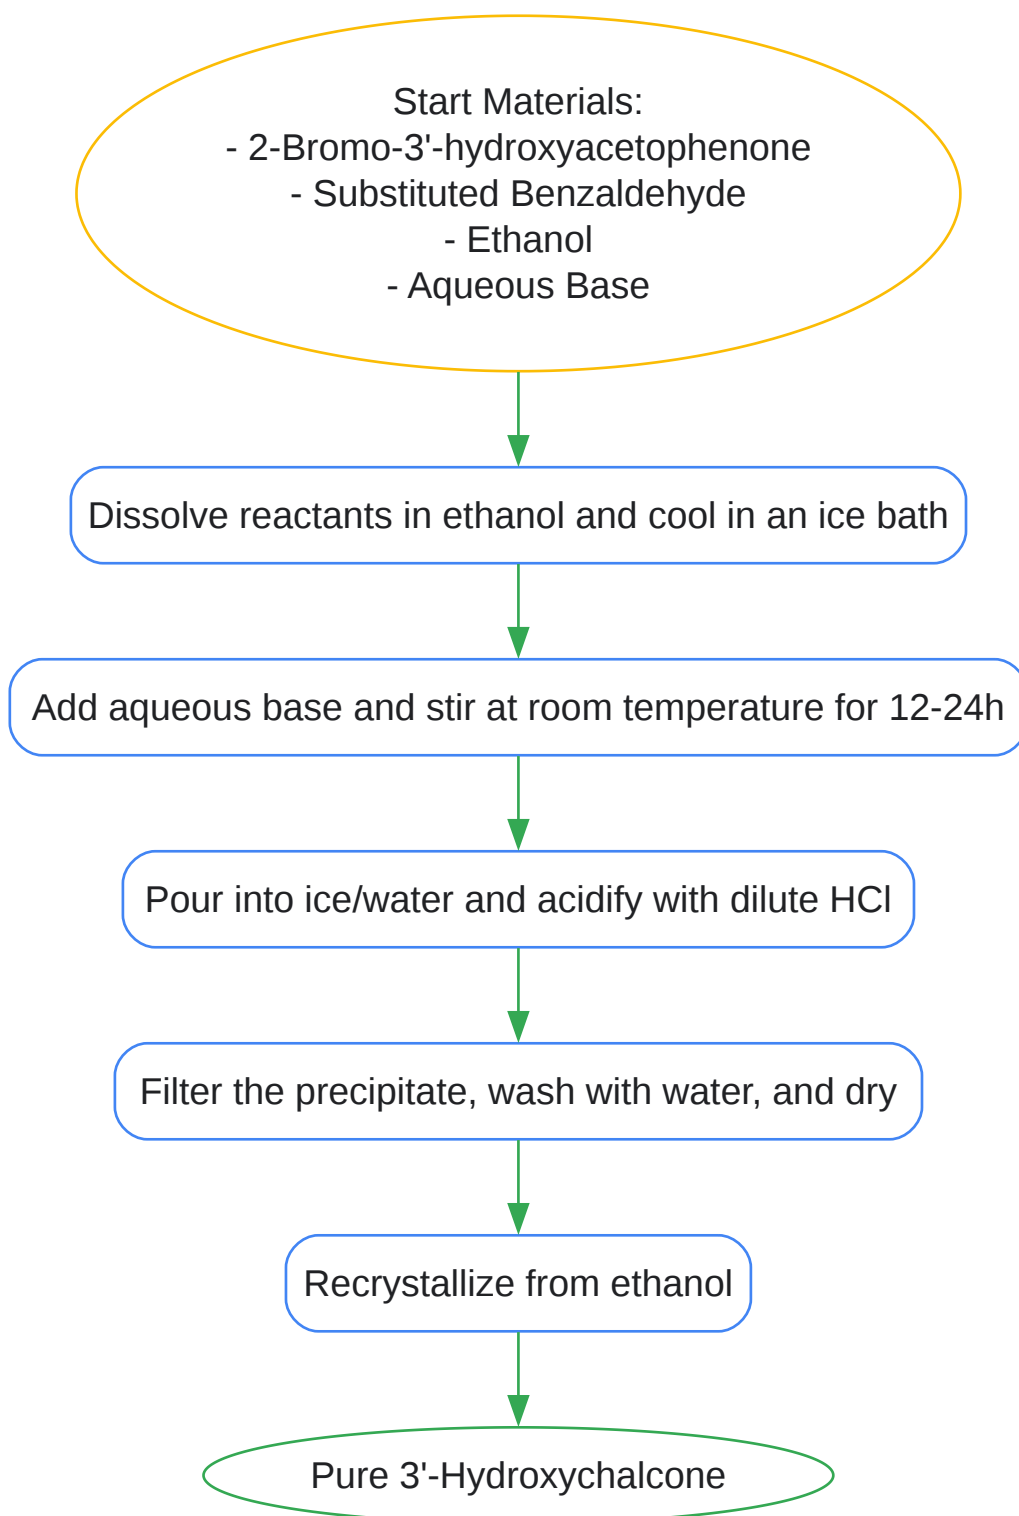 Start Materials:
- 2-Bromo-3'-hydroxyacetophenone
- Substituted Benzaldehyde
- Ethanol
- Aqueous Base
Dissolve reactants in ethanol and cool in an ice bath
Add aqueous base and stir at room temperature for 12-24h
Pour into ice/water and acidify with dilute HCl
Filter the precipitate, wash with water, and dry
Recrystallize from ethanol
Pure 3'-Hydroxychalcone